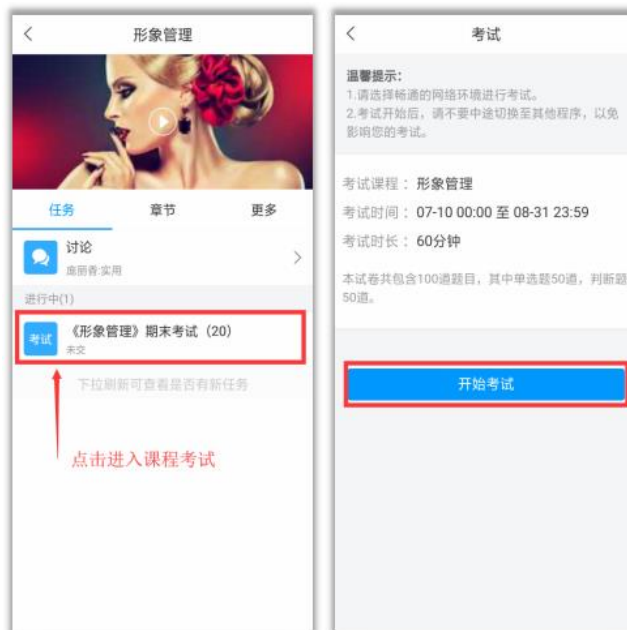 形象管理
任务 章节 更多
讨论
庞丽香:实用
进行中(1)
考试
《形象管理》期末考试（20）
未交
下拉刷新可查看是否有新任务
点击进入课程考试
考试
温馨提示:
1.请选择畅通的网络环境进行考试。
2.考试开始后，请不要中途切换至其他程序，以免
影响您的考试。
考试课程： 形象管理
考试时间： 07-10 00:00 至 08-31 23:59
考试时长： 60分钟
本试卷共包含100道题目，其中单选题50道，判断题
50道。
开始考试